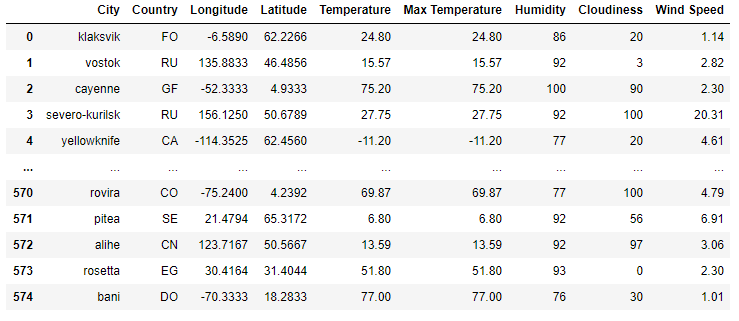 City Country Longitude Latitude Temperature Max Temperature Humidity Cloudiness Wind Speed
0 klaksvik FO -6.5890 62.2266 24.80 24.80 86 20 1.14
1 vostok RU 135.8833 46.4856 15.57 15.57 92 3 2.82
2 cayenne GF -52.3333 4.9333 75.20 75.20 100 90 2.30
3 severo-kurilsk RU 156.1250 50.6789 27.75 27.75 92 100 20.31
4 yellowknife CA -114.3525 62.4560 -11.20 -11.20 77 20 4.61
... ... ... ... ... ... ... ... ... ...
570 rovira CO -75.2400 4.2392 69.87 69.87 77 100 4.79
571 pitea SE 21.4794 65.3172 6.80 6.80 92 56 6.91
572 alihe CN 123.7167 50.5667 13.59 13.59 92 97 3.06
573 rosetta EG 30.4164 31.4044 51.80 51.80 93 0 2.30
574 bani DO -70.3333 18.2833 77.00 77.00 76 30 1.01